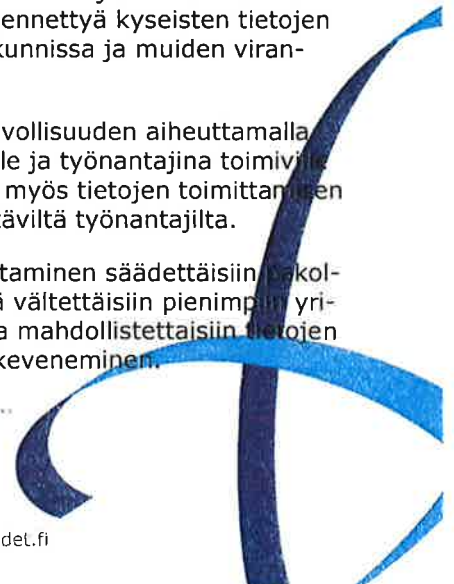 ennettyä kyseisten tietojen
kunnissa ja muiden viran-
vollisuuden aiheuttamalla
le ja työnantajina toimiville
myös tietojen toimittamisen
täviltä työnantajilta.
taminen säädettäisiin pakol-
ä vältettäisiin pienimpiin yri-
a mahdollistettaisiin tietojen
keveneminen.
det.fi